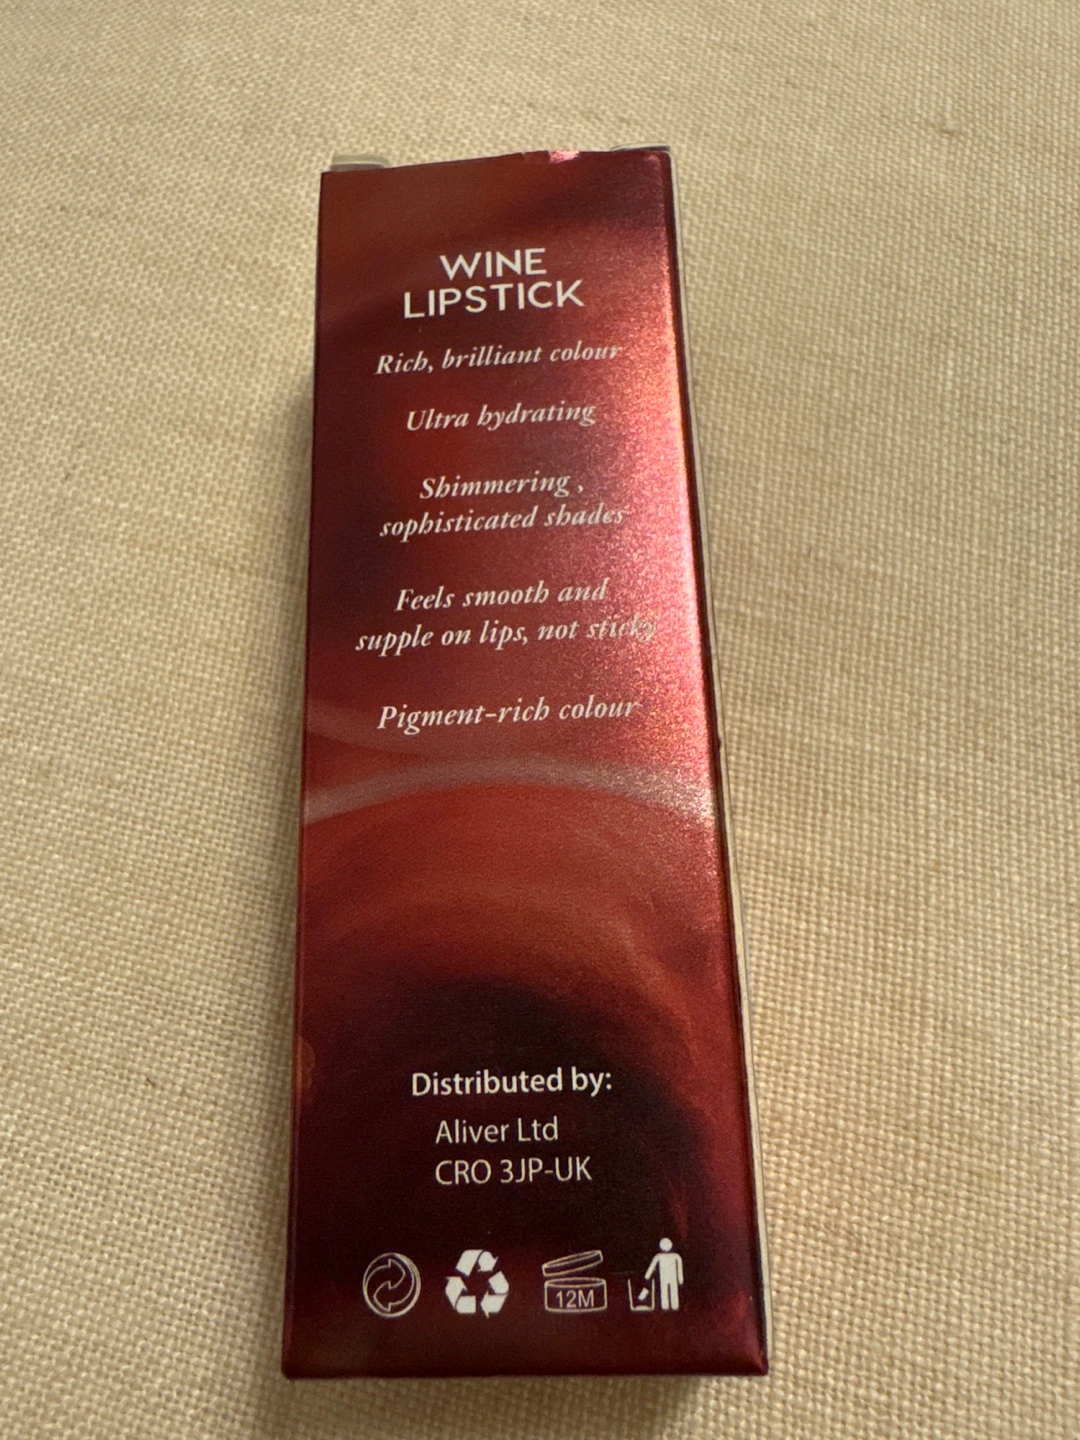 WINE
LIPSTICK
Rich, brilliant colour
Ultra hydrating
Shimmering ,
sophisticated shades
Feels smooth and
supple on lips, not sticky
Pigment-rich colour
Distributed by:
Aliver Ltd
CRO 3JP-UK
12M